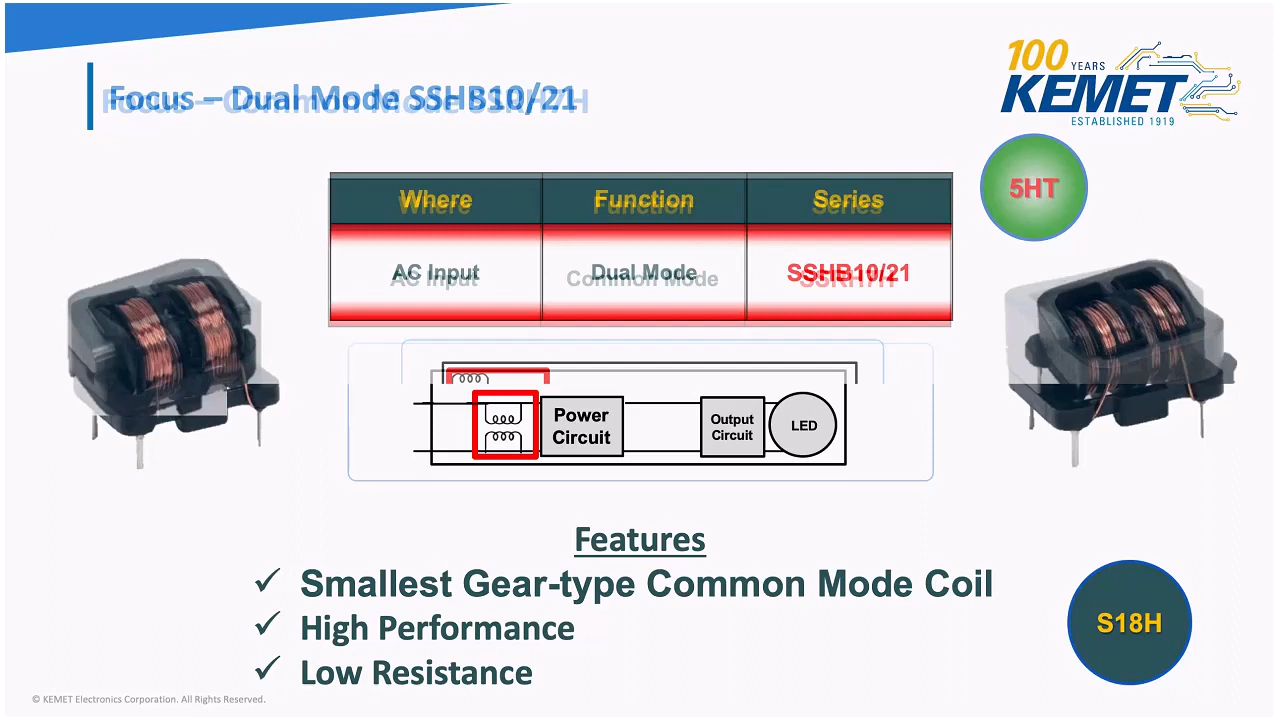 Focus – Dual Mode SSHB10/21
100 YEARS
KEMET
ESTABLISHED 1919
5HT
Where Function Series
AC Input Dual Mode SSHB10/21
Common Mode
Power
Circuit
Output
Circuit
LED
Features
✓ Smallest Gear-type Common Mode Coil
✓ High Performance
✓ Low Resistance
S18H
© KEMET Electronics Corporation. All Rights Reserved.